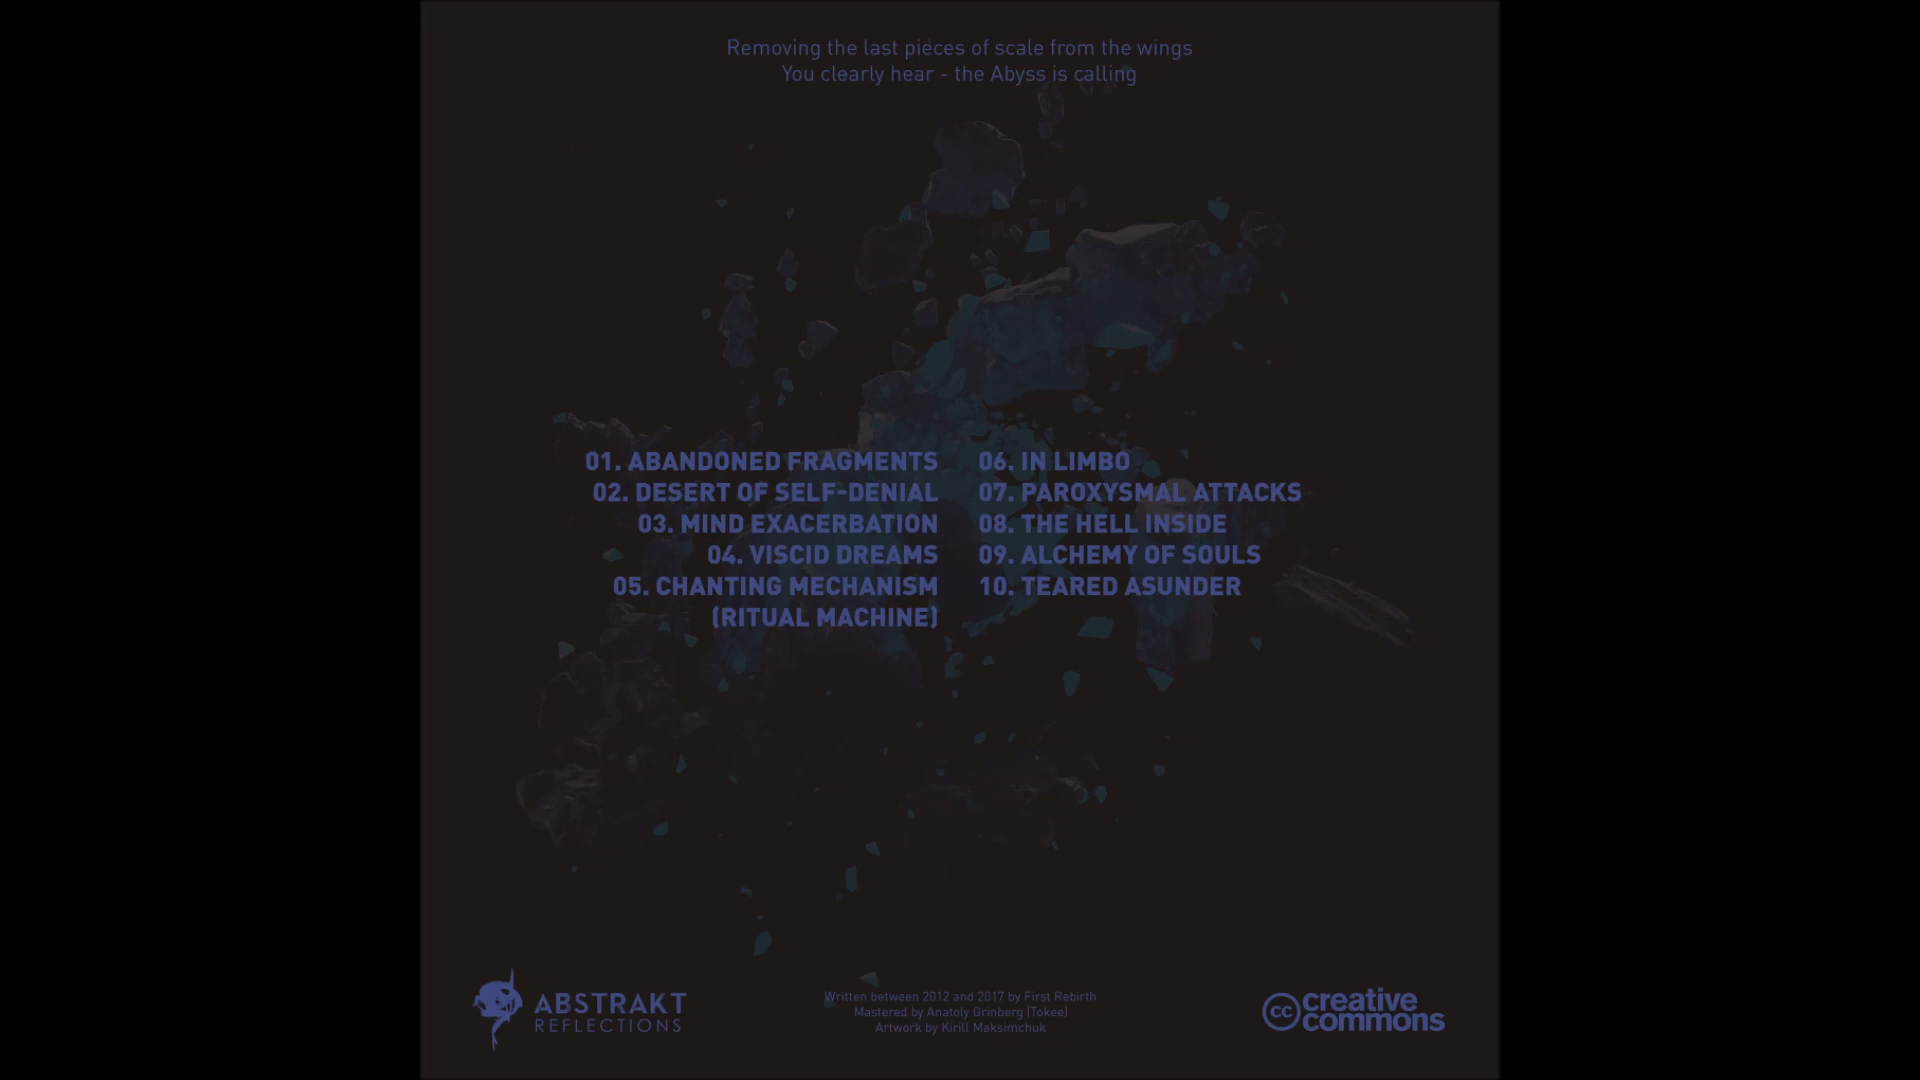 Removing the last pieces of scale from the wings
You clearly hear - the Abyss is calling
01. ABANDONED FRAGMENTS
02. DESERT OF SELF-DENIAL
03. MIND EXACERBATION
04. VISCID DREAMS
05. CHANTING MECHANISM
(RITUAL MACHINE)
06. IN LIMBO
07. PAROXYSMAL ATTACKS
08. THE HELL INSIDE
09. ALCHEMY OF SOULS
10. TEARED ASUNDER
ABSTRAKT
REFLECTIONS
Written between 2012 and 2017 by First Rebirth
Mastered by Anatoly Grinberg (Tokee)
Artwork by Kirill Maksimchuk
cc creative
commons